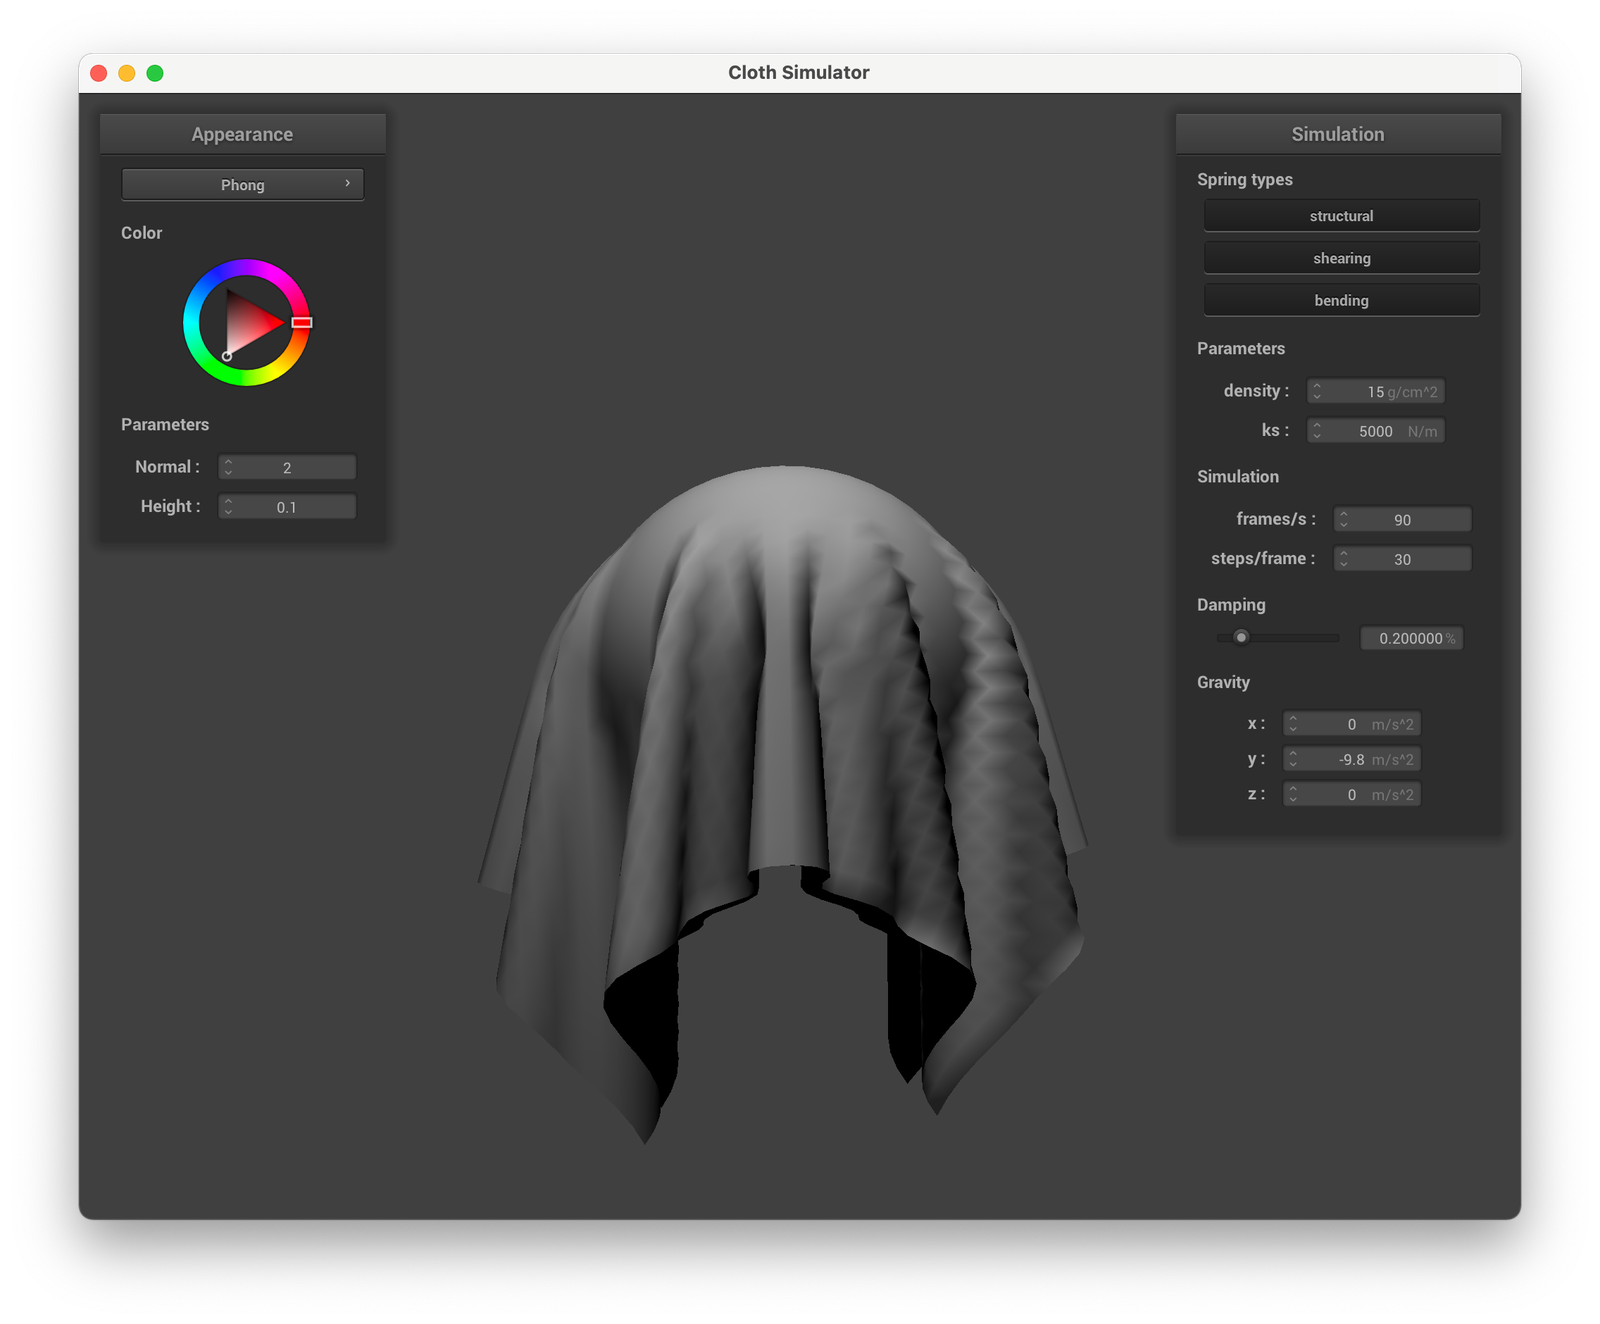 Cloth Simulator
Appearance
Phong
Color
Parameters
Normal : 2
Height : 0.1
Simulation
Spring types
structural
shearing
bending
Parameters
density : 15 g/cm^2
ks : 5000 N/m
Simulation
frames/s : 90
steps/frame : 30
Damping
0.200000 %
Gravity
x : 0 m/s^2
y : -9.8 m/s^2
z : 0 m/s^2